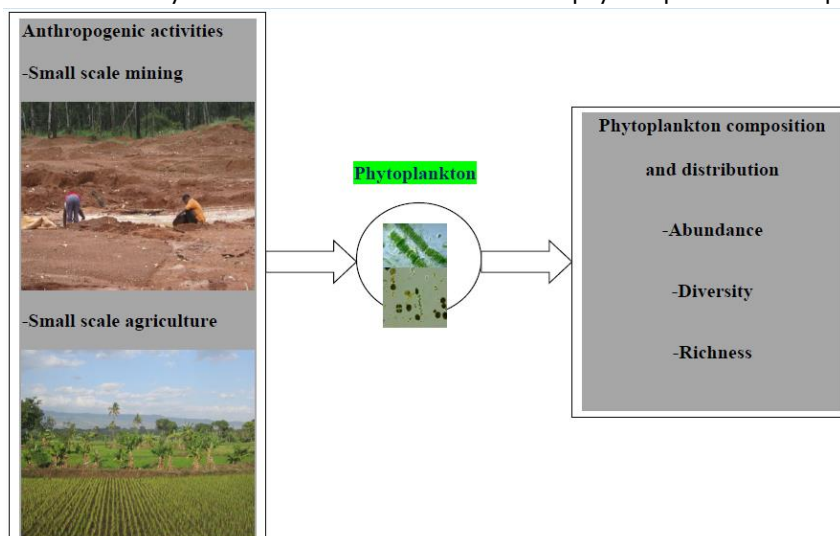 Anthropogenic activities
-Small scale mining
-Small scale agriculture
Phytoplankton
Phytoplankton composition
and distribution
-Abundance
-Diversity
-Richness